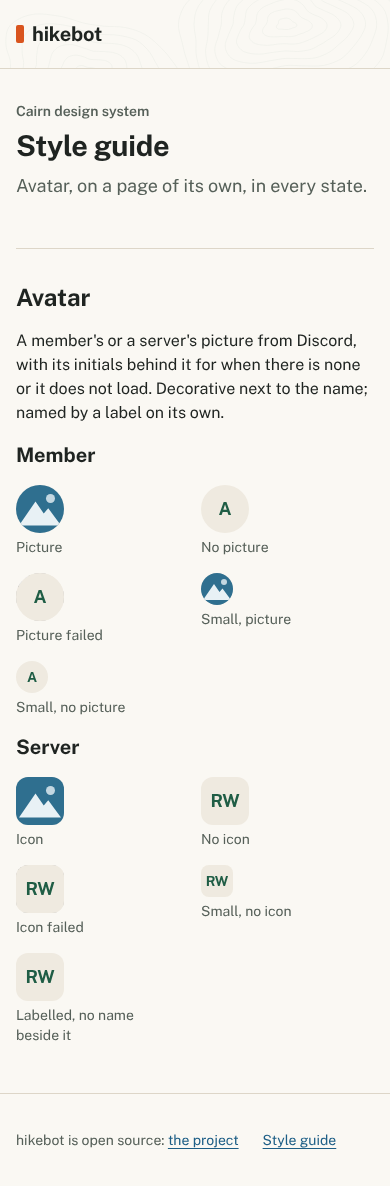 hikebot
Cairn design system
Style guide
Avatar, on a page of its own, in every state.
Avatar
A member's or a server's picture from Discord,
with its initials behind it for when there is none
or it does not load. Decorative next to the name;
named by a label on its own.
Member
A
Picture
No picture
A
Picture failed
Small, picture
A
Small, no picture
Server
RW
Icon
No icon
RW
RW
Icon failed
Small, no icon
RW
Labelled, no name
beside it
hikebot is open source: the project
Style guide